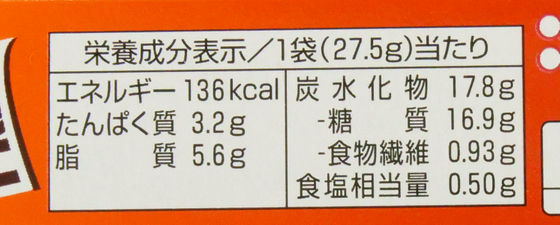 栄養成分表示/1袋(27.5g)当たり
エネルギー 136kcal
たんぱく質 3.2g
脂質 5.6g
炭水化物 17.8g
-糖質 16.9g
-食物繊維 0.93g
食塩相当量 0.50g